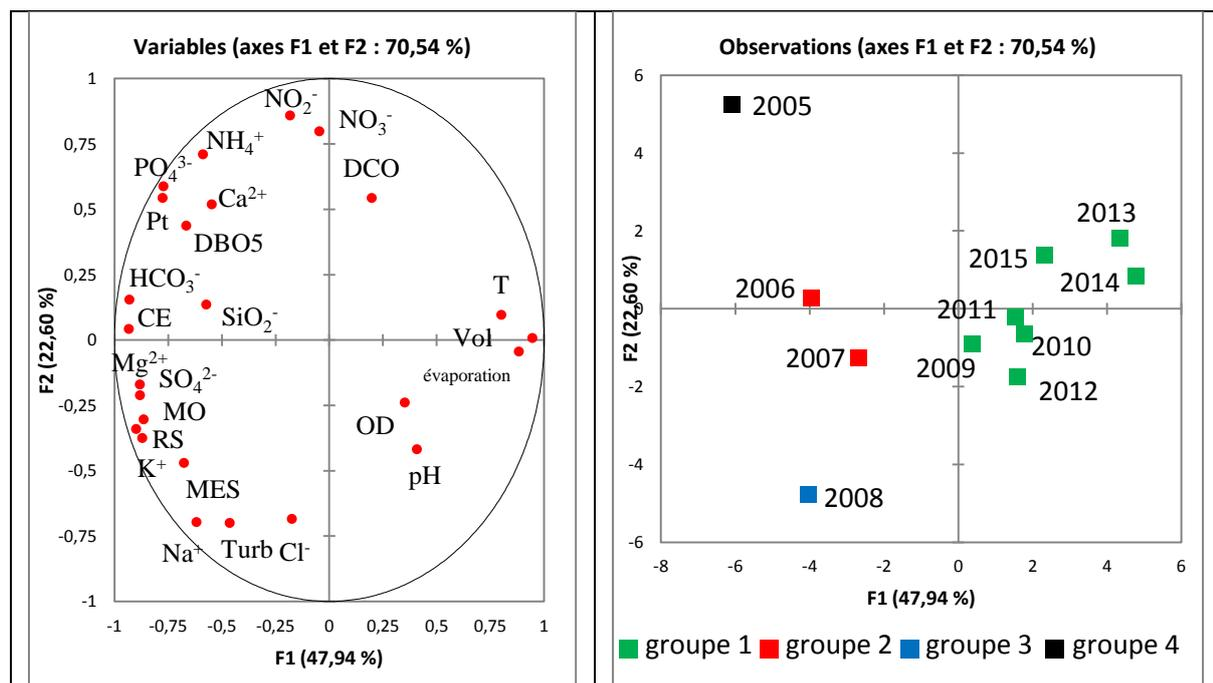 Variables (axes F1 et F2 : 70,54 %)
NO₂⁻
NO₃⁻
NH₄⁺
DCO
PO₄³⁻
Ca²⁺
Pt
DBO5
HCO₃⁻
T
CE
SiO₂⁻
Vol
Mg²⁺
évaporation
SO₄²⁻
MO
OD
RS
K⁺
pH
MES
Na⁺
Turb
Cl⁻
1
0,75
0,5
0,25
0
-0,25
-0,5
-0,75
-1
F2 (22,60 %)
-1
-0,75
-0,5
-0,25
0
0,25
0,5
0,75
1
F1 (47,94 %)
Observations (axes F1 et F2 : 70,54 %)
2005
2013
2015
2014
2006
2011
2010
2007
2009
2012
2008
6
4
2
0
-2
-4
-6
F2 (22,60 %)
-8
-6
-4
-2
0
2
4
6
F1 (47,94 %)
groupe 1 groupe 2 groupe 3 groupe 4